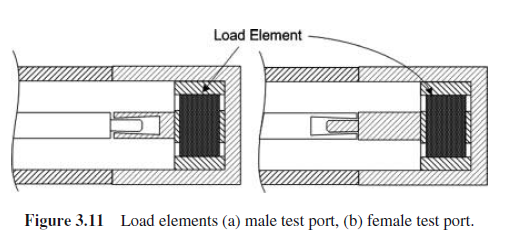 Load Element
Figure 3.11 Load elements (a) male test port, (b) female test port.